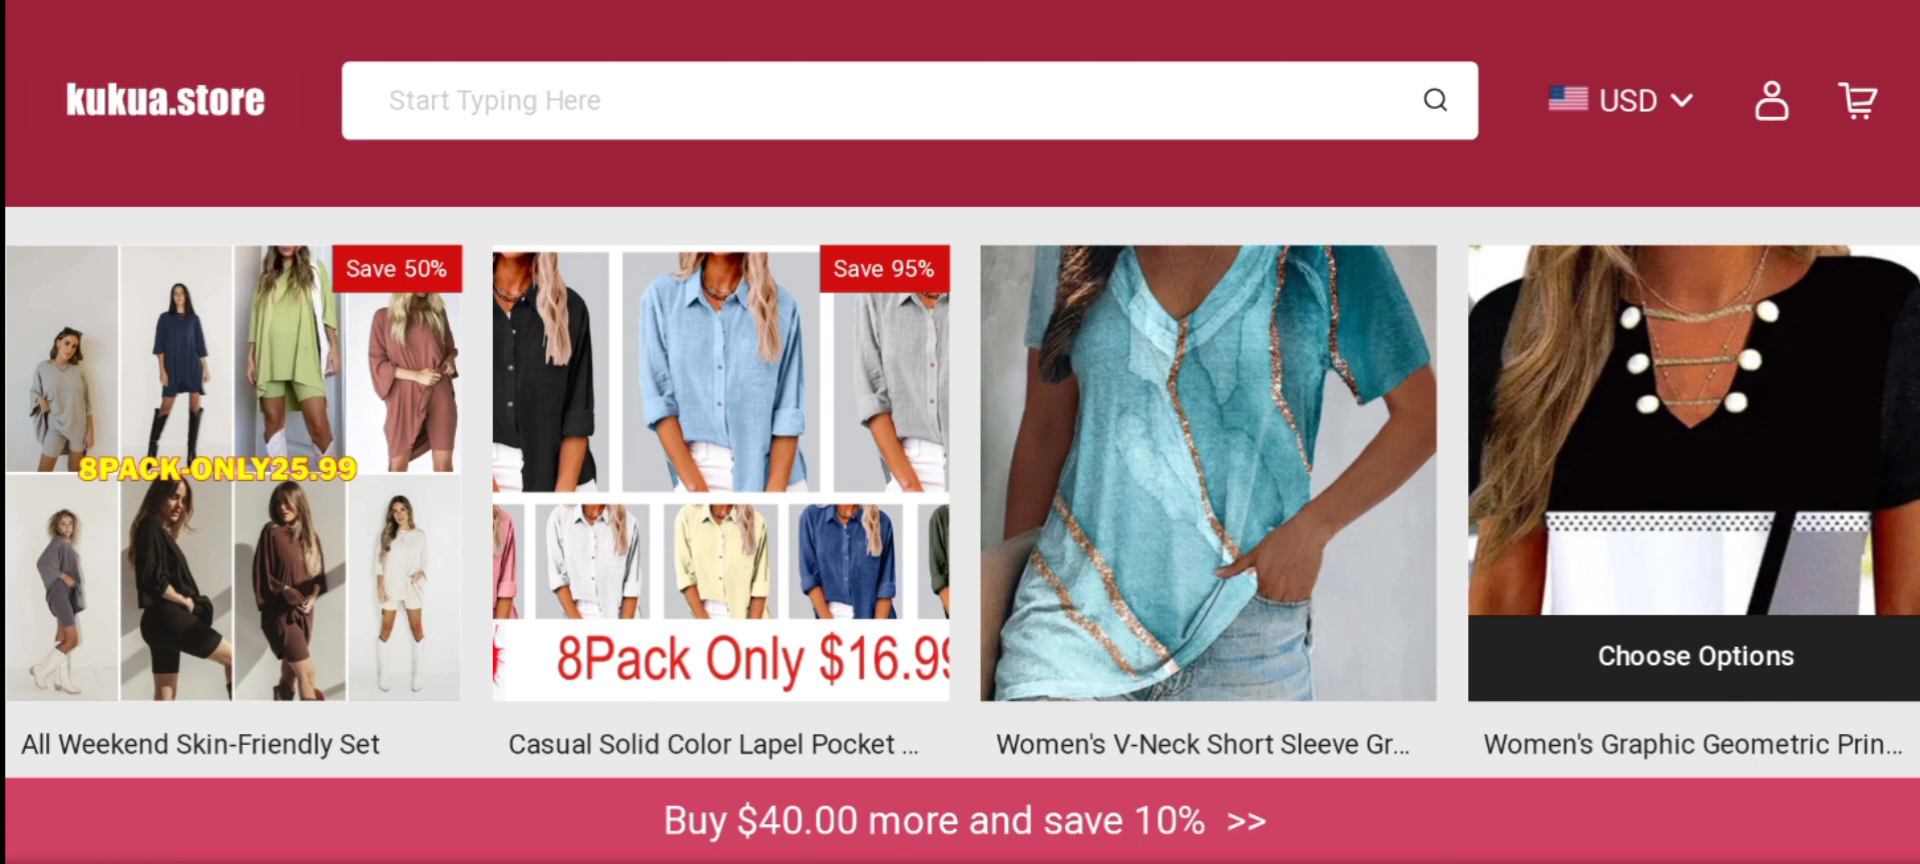 kukua.store
Start Typing Here
USD
Save 50%
Save 95%
8PACK-ONLY25.99
8Pack Only $16.99
Choose Options
All Weekend Skin-Friendly Set
Casual Solid Color Lapel Pocket ...
Women's V-Neck Short Sleeve Gr...
Women's Graphic Geometric Prin...
Buy $40.00 more and save 10% >>